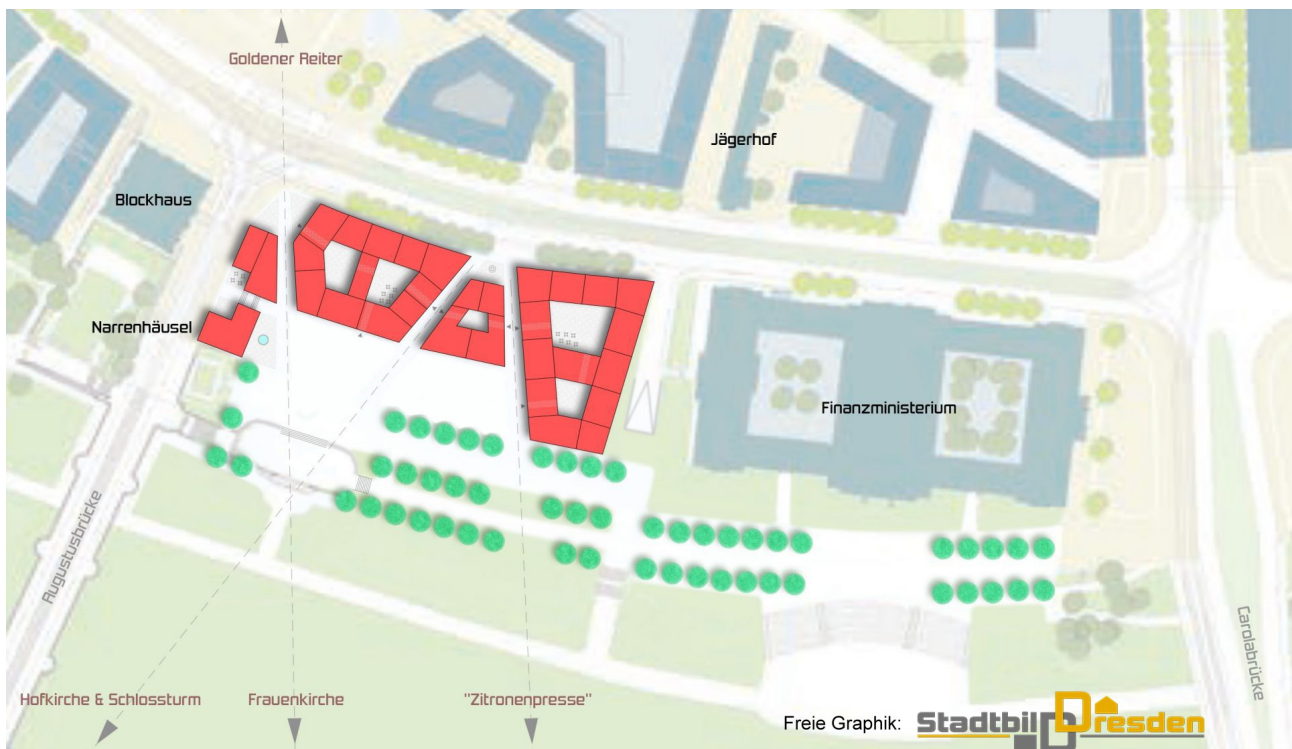 Goldener Reiter
Jägerhof
Blockhaus
Narrenhäusel
Finanzministerium
Augustusbrücke
Carolabrücke
Hofkirche & Schlossturm
Frauenkirche
"Zitronenpresse"
Freie Graphik: StadtbilD Dresden